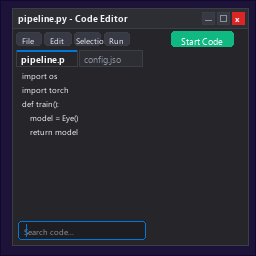 pipeline.py - Code Editor
File Edit Selectio Run Start Code
pipeline.p config.jso
import os
import torch
def train():
model = Eye()
return model
Search code...